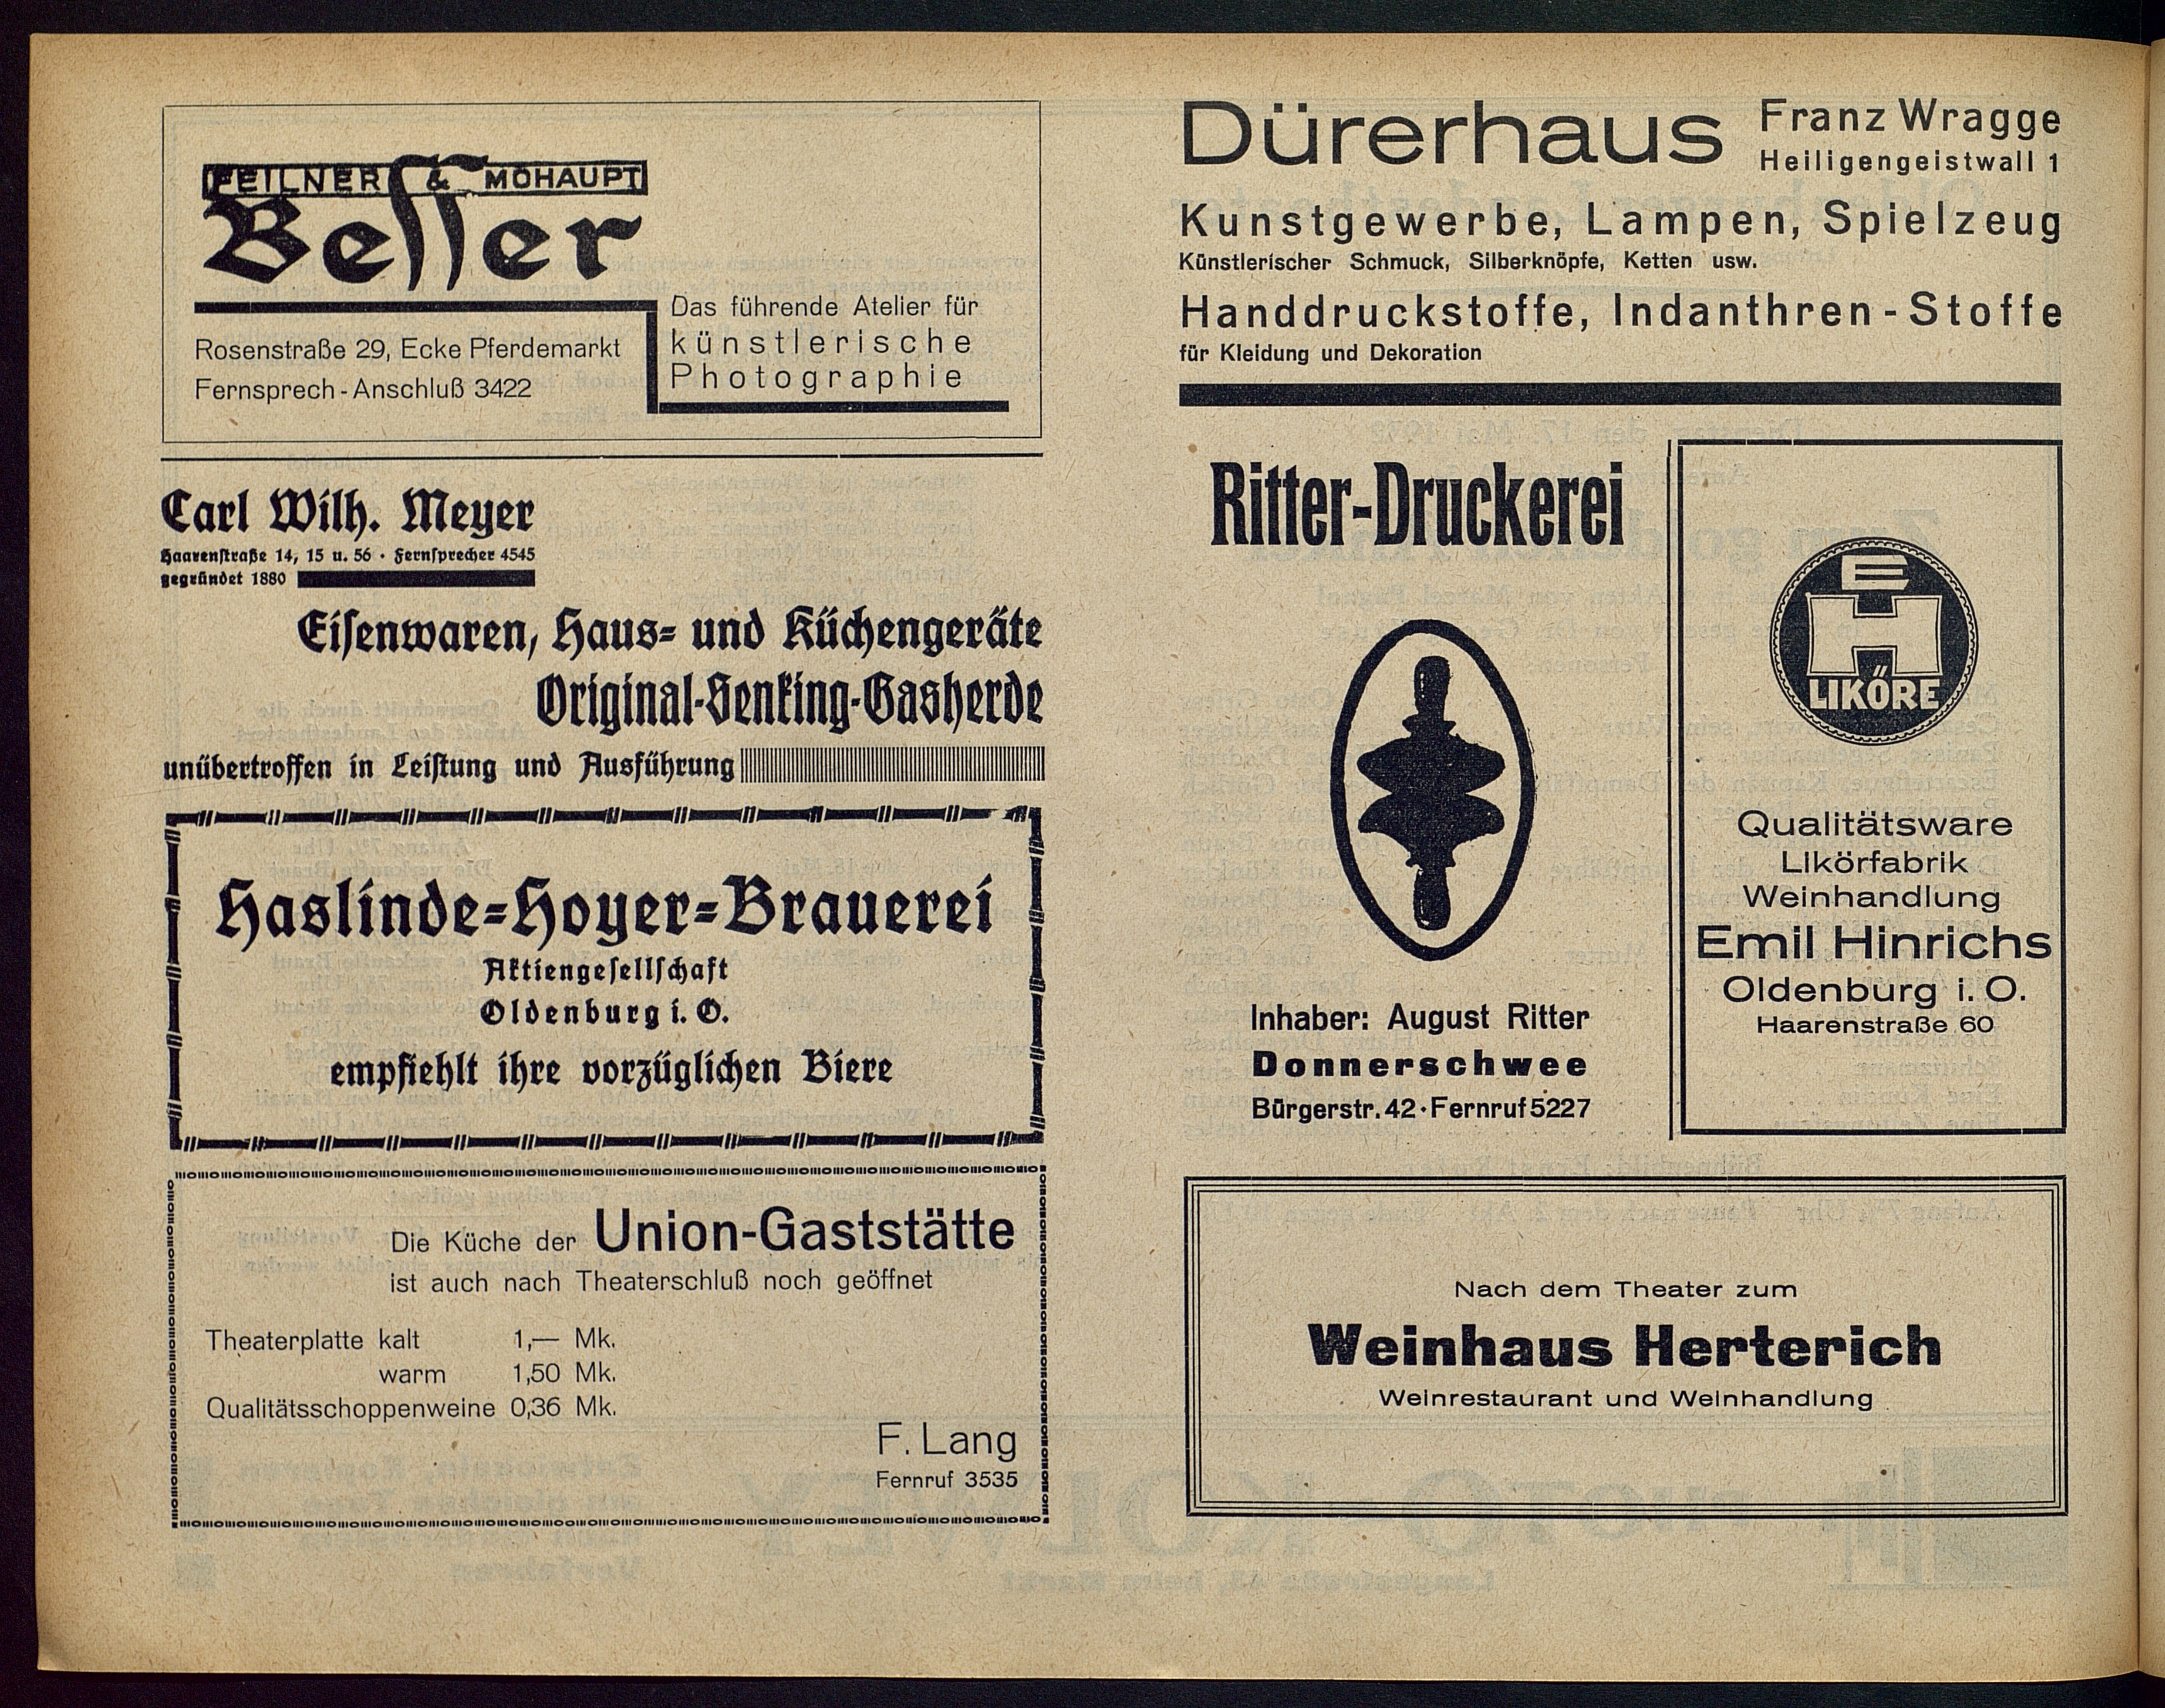 FEILNER & MOHAUPT
Besser
Rosenstraße 29, Ecke Pferdemarkt
Fernsprech-Anschluß 3422
Das führende Atelier für
künstlerische
Photographie
Carl Wilh. Meyer
Haarenstraße 14, 15 u. 56 · Fernsprecher 4545
gegründet 1880
Eisenwaren, Haus- und Küchengeräte
Original-Senking-Gasherde
unübertroffen in Leistung und Ausführung
Haslinde-Hoyer-Brauerei
Aktiengesellschaft
Oldenburg i. O.
empfiehlt ihre vorzüglichen Biere
Die Küche der Union-Gaststätte
ist auch nach Theaterschluß noch geöffnet
Theaterplatte kalt 1,— Mk.
warm 1,50 Mk.
Qualitätsschoppenweine 0,36 Mk.
F. Lang
Fernruf 3535
Dürerhaus Franz Wragge
Heiligengeistwall 1
Kunstgewerbe, Lampen, Spielzeug
Künstlerischer Schmuck, Silberknöpfe, Ketten usw.
Handdruckstoffe, Indanthren-Stoffe
für Kleidung und Dekoration
Ritter-Druckerei
Inhaber: August Ritter
Donnerschwee
Bürgerstr. 42 · Fernruf 5227
E
H
LIKÖRE
Qualitätsware
Likörfabrik
Weinhandlung
Emil Hinrichs
Oldenburg i. O.
Haarenstraße 60
Nach dem Theater zum
Weinhaus Herterich
Weinrestaurant und Weinhandlung